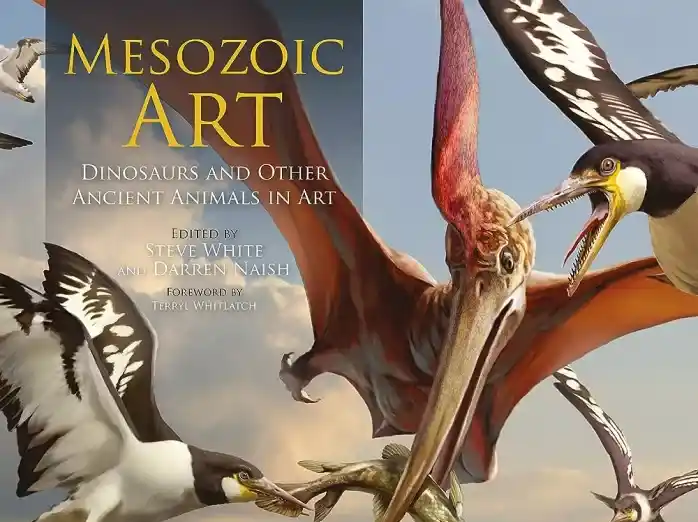 MESOZOIC
ART
DINOSAURS AND OTHER
ANCIENT ANIMALS IN ART
EDITED BY
STEVE WHITE
AND DARREN NAISH
FOREWORD BY
TERRYL WHITLATCH